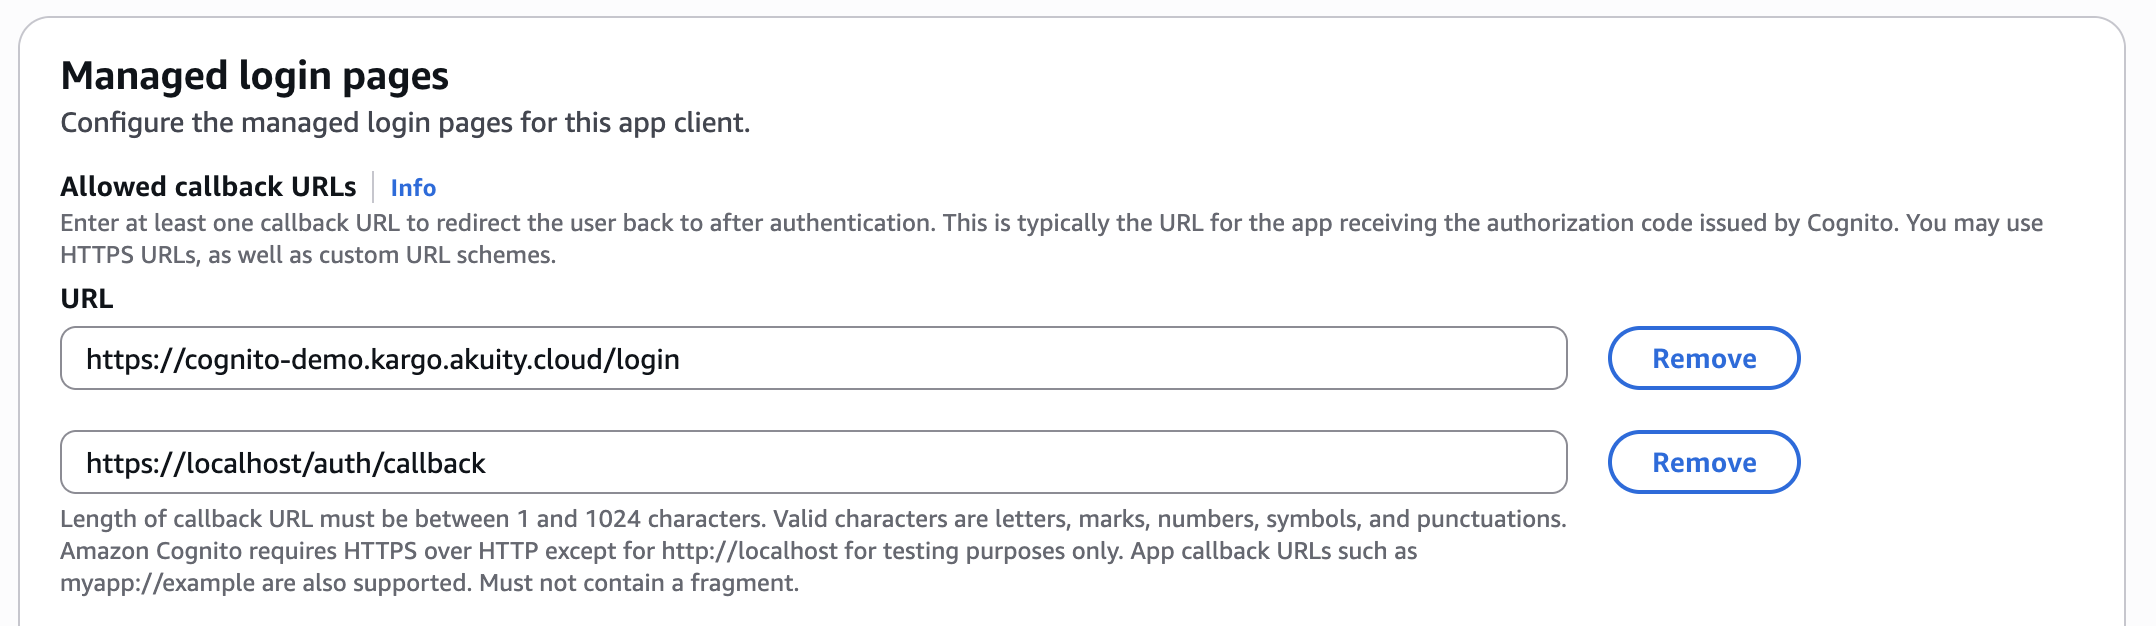 Managed login pages
Configure the managed login pages for this app client.
Allowed callback URLs Info
Enter at least one callback URL to redirect the user back to after authentication. This is typically the URL for the app receiving the authorization code issued by Cognito. You may use
HTTPS URLs, as well as custom URL schemes.
URL
https://cognito-demo.kargo.akuity.cloud/login Remove
https://localhost/auth/callback Remove
Length of callback URL must be between 1 and 1024 characters. Valid characters are letters, marks, numbers, symbols, and punctuations.
Amazon Cognito requires HTTPS over HTTP except for http://localhost for testing purposes only. App callback URLs such as
myapp://example are also supported. Must not contain a fragment.